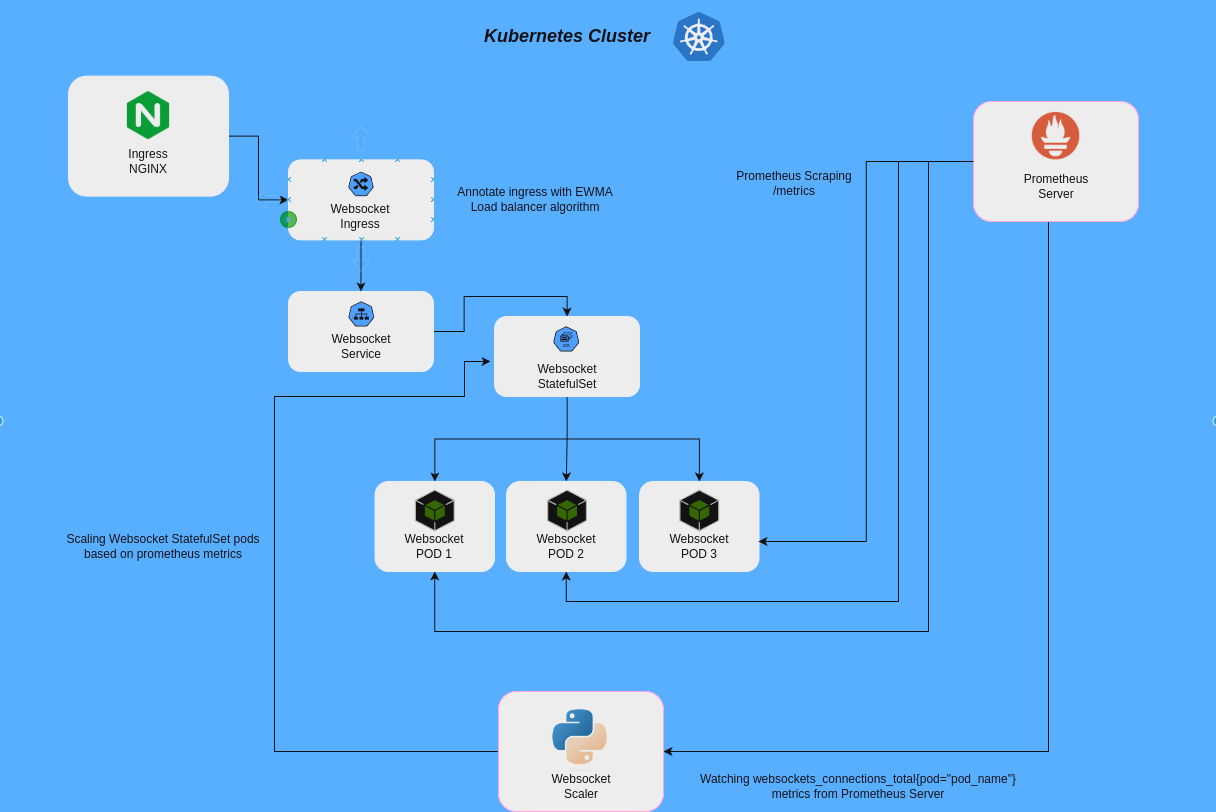 Kubernetes Cluster
Ingress
NGINX
Websocket
Ingress
Annotate ingress with EWMA
Load balancer algorithm
Prometheus Scraping
/metrics
Prometheus
Server
Websocket
Service
Websocket
StatefulSet
Websocket
POD 1
Websocket
POD 2
Websocket
POD 3
Scaling Websocket StatefulSet pods
based on prometheus metrics
Websocket
Scaler
Watching websockets_connections_total{pod="pod_name"}
metrics from Prometheus Server